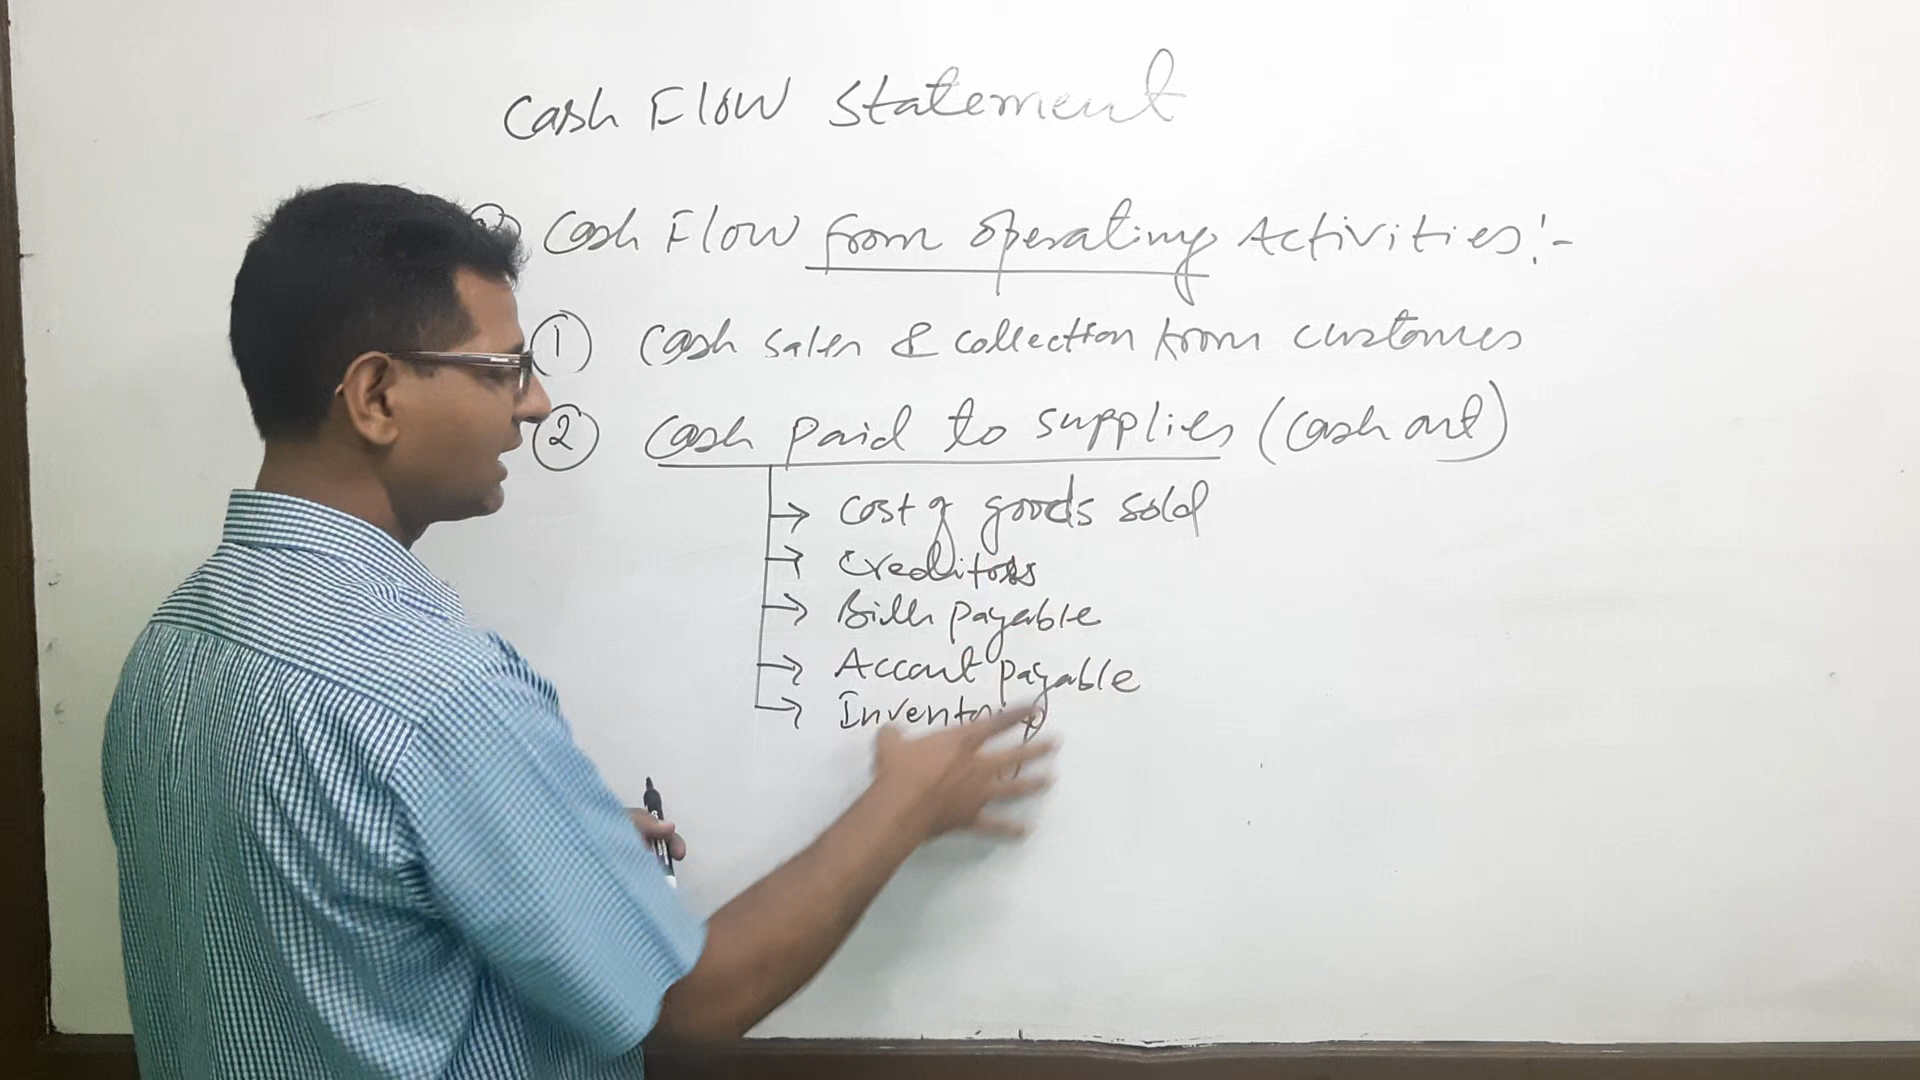 Cash Flow Statement
Cash Flow from operating Activities:-
1 Cash sales & collection from customers
2 Cash paid to supplies (cash out)
→ cost of goods sold
→ Creditors
→ Bills payable
→ Account payable
→ Inventory